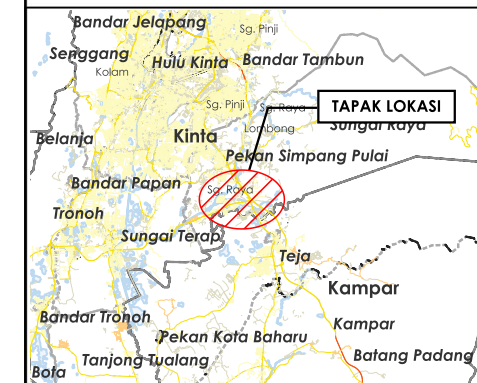 Bandar Jelapang
Sg. Pinji
Senggang
Kolam
Hulu Kinta
Bandar Tambun
Sg. Pinji
Sg. Raya
TAPAK LOKASI
Lombong
Sungai Raya
Belanja
Kinta
Pekan Simpang Pulai
Bandar Papan
Sg. Raya
Tronoh
Sungai Terap
Teja
Kampar
Bandar Tronoh
Kampar
Pekan Kota Baharu
Tanjong Tualang
Batang Padang
Bota